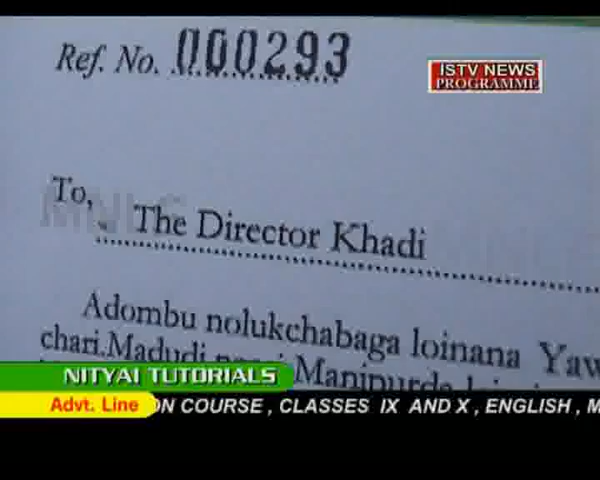 Ref. No. 000293
ISTV NEWS
PROGRAMME
To,
The Director Khadi
Adombu nolukchabaga loinana
chari.Madudi Manipurda
NITYAI TUTORIALS
Advt. Line
ON COURSE , CLASSES IX AND X , ENGLISH , M